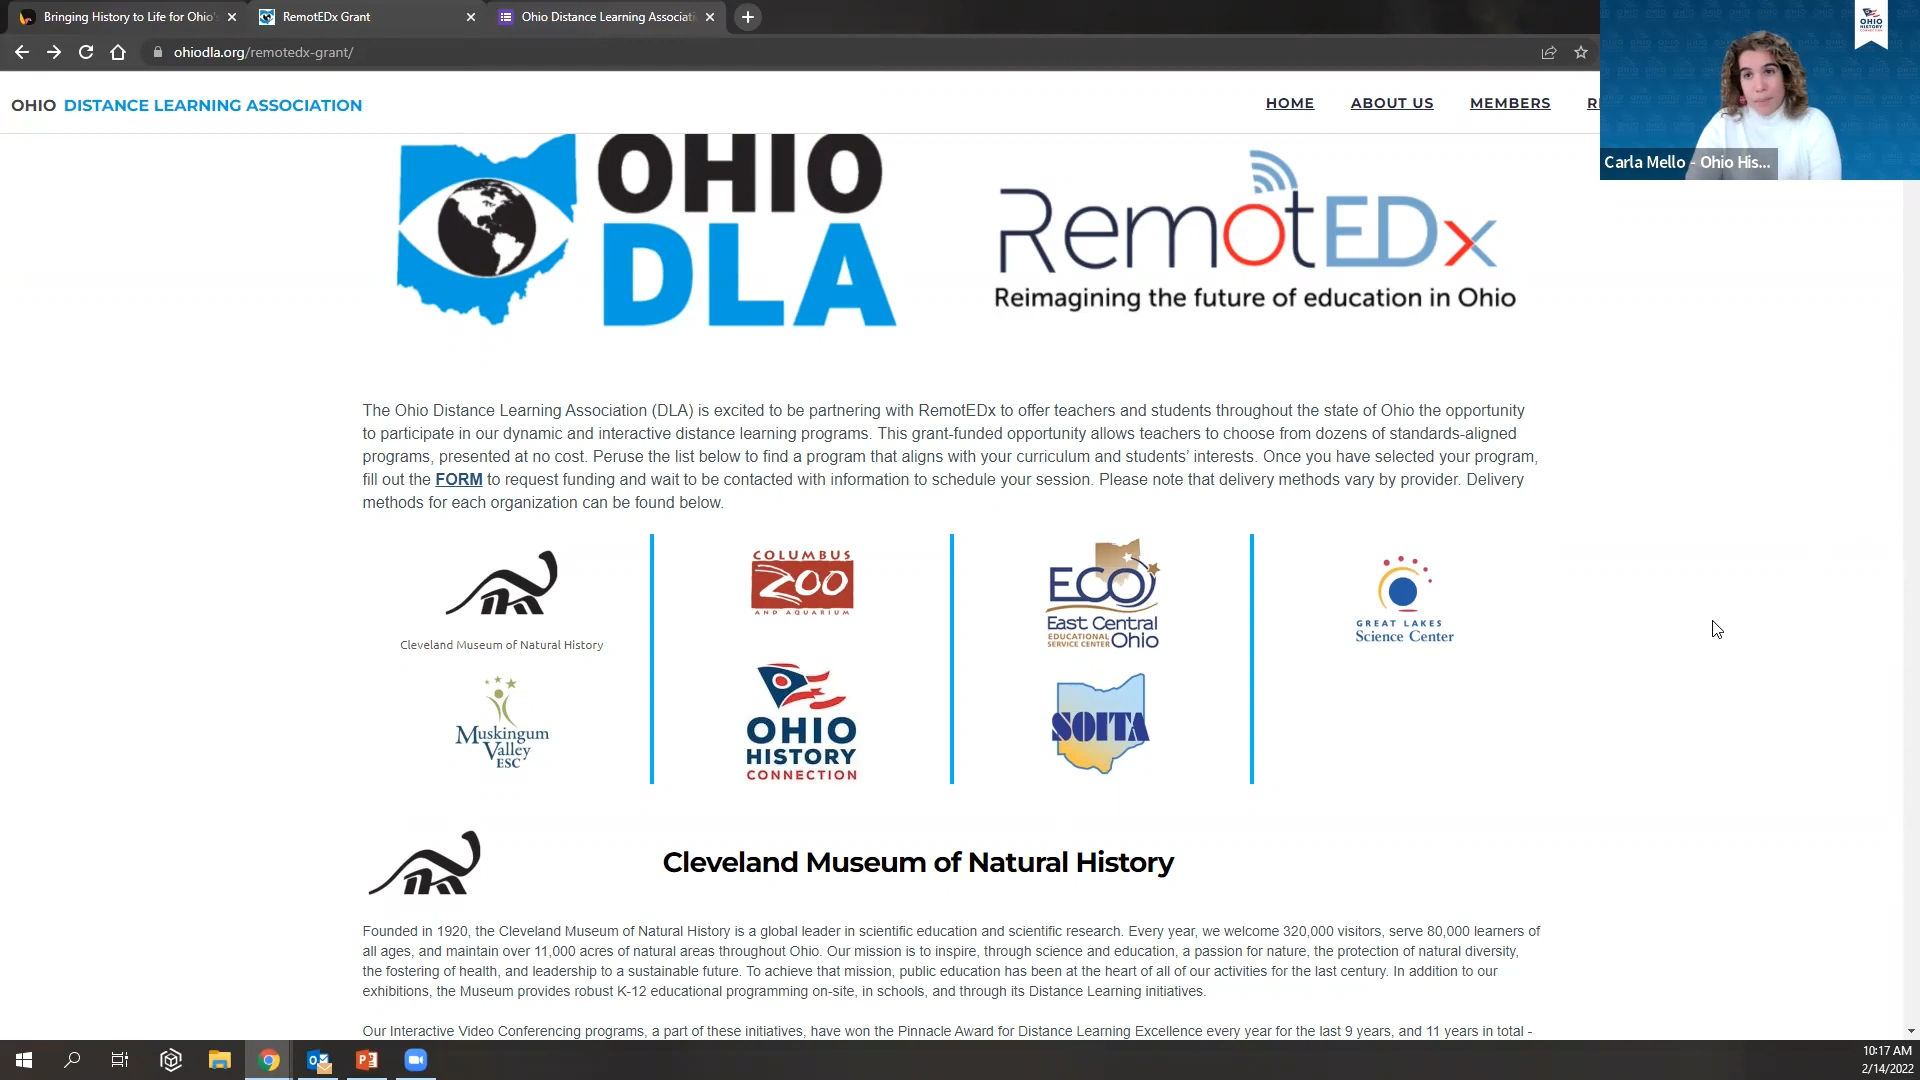 Bringing History to Life for Ohio's
RemotEDx Grant
Ohio Distance Learning Associati
ohiodla.org/remotedx-grant/
OHIO HISTORY CONNECTION
Carla Mello - Ohio His...
OHIO DISTANCE LEARNING ASSOCIATION
HOME
ABOUT US
MEMBERS
OHIO
DLA
RemotEDx
Reimagining the future of education in Ohio
The Ohio Distance Learning Association (DLA) is excited to be partnering with RemotEDx to offer teachers and students throughout the state of Ohio the opportunity
to participate in our dynamic and interactive distance learning programs. This grant-funded opportunity allows teachers to choose from dozens of standards-aligned
programs, presented at no cost. Peruse the list below to find a program that aligns with your curriculum and students' interests. Once you have selected your program,
fill out the FORM to request funding and wait to be contacted with information to schedule your session. Please note that delivery methods vary by provider. Delivery
methods for each organization can be found below.
Cleveland Museum of Natural History
COLUMBUS
ZOO
AND AQUARIUM
ECO
East Central
EDUCATIONAL
SERVICE CENTER Ohio
GREAT LAKES
Science Center
Muskingum
Valley
ESC
OHIO
HISTORY
CONNECTION
SOITA
Cleveland Museum of Natural History
Founded in 1920, the Cleveland Museum of Natural History is a global leader in scientific education and scientific research. Every year, we welcome 320,000 visitors, serve 80,000 learners of
all ages, and maintain over 11,000 acres of natural areas throughout Ohio. Our mission is to inspire, through science and education, a passion for nature, the protection of natural diversity,
the fostering of health, and leadership to a sustainable future. To achieve that mission, public education has been at the heart of all of our activities for the last century. In addition to our
exhibitions, the Museum provides robust K-12 educational programming on-site, in schools, and through its Distance Learning initiatives.
Our Interactive Video Conferencing programs, a part of these initiatives, have won the Pinnacle Award for Distance Learning Excellence every year for the last 9 years, and 11 years in total -
10:17 AM
2/14/2022